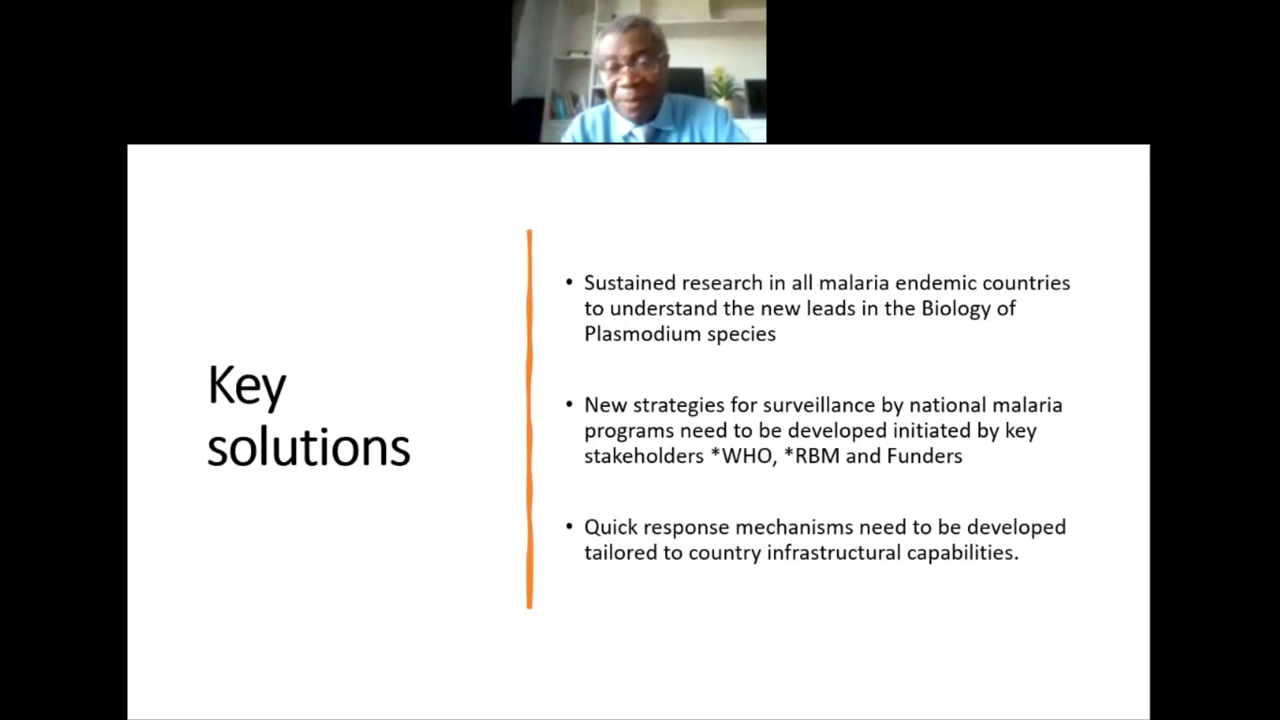 Key
solutions
• Sustained research in all malaria endemic countries
to understand the new leads in the Biology of
Plasmodium species
• New strategies for surveillance by national malaria
programs need to be developed initiated by key
stakeholders *WHO, *RBM and Funders
• Quick response mechanisms need to be developed
tailored to country infrastructural capabilities.